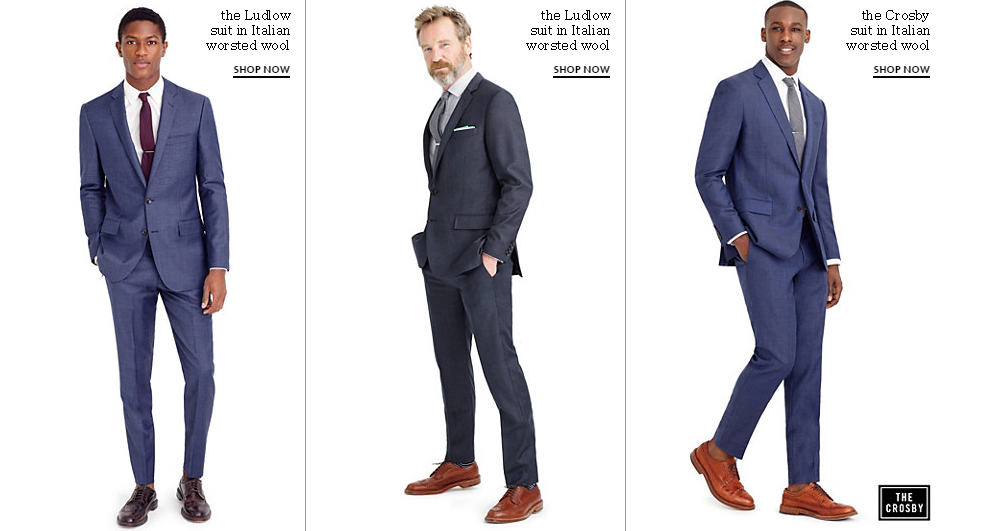 the Ludlow
suit in Italian
worsted wool
SHOP NOW
the Ludlow
suit in Italian
worsted wool
SHOP NOW
the Crosby
suit in Italian
worsted wool
SHOP NOW
THE
CROSBY